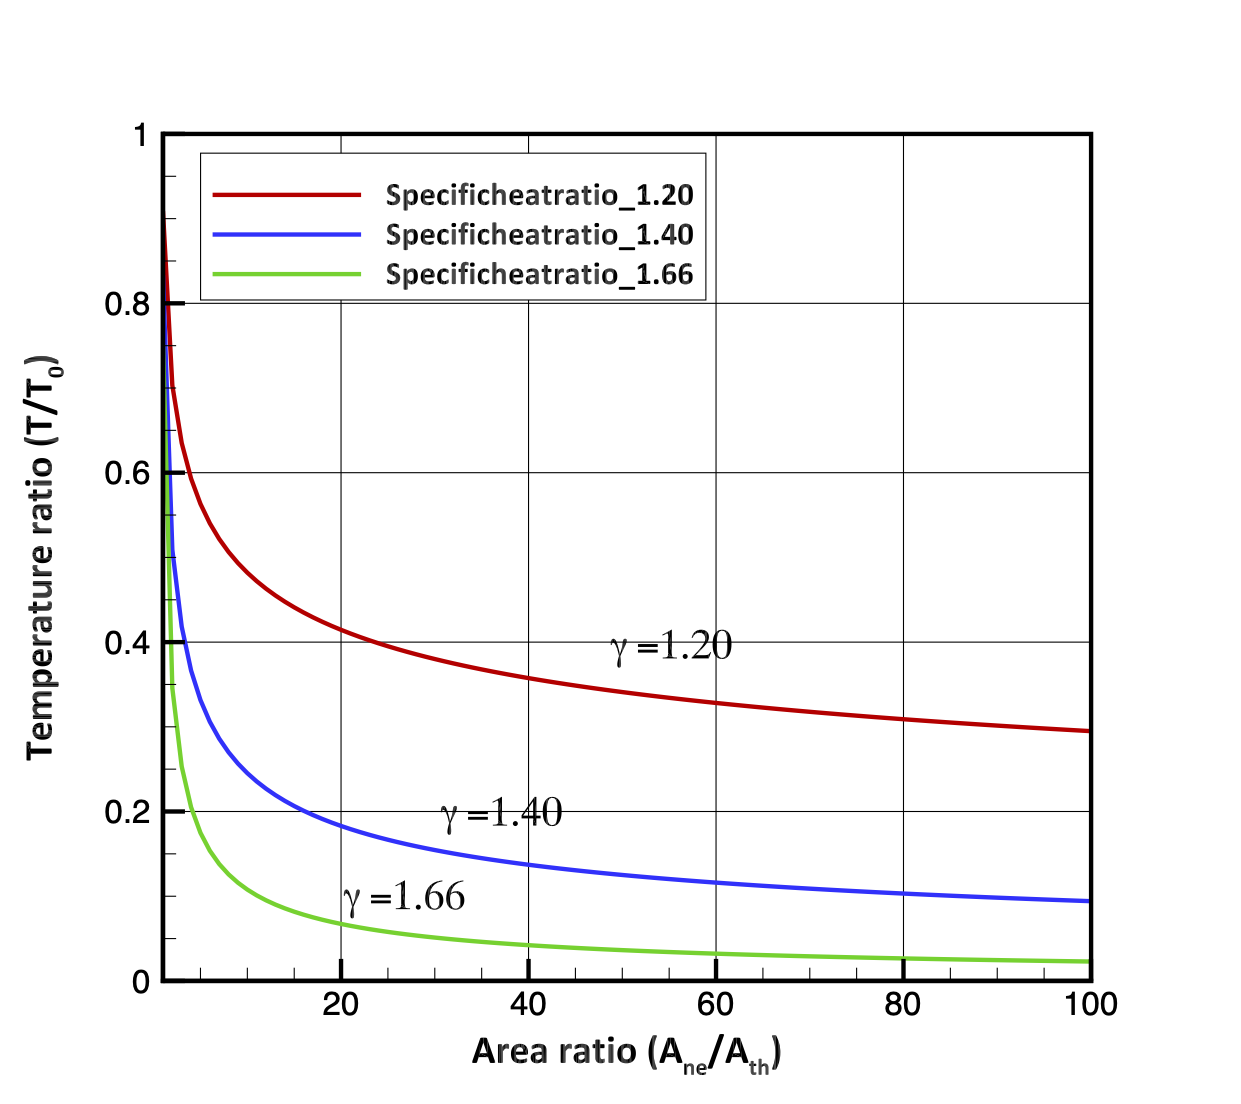 1
Specificheatratio_1.20
Specificheatratio_1.40
Specificheatratio_1.66
0.8
0.6
0.4
0.2
0
γ=1.20
γ=1.40
γ=1.66
20 40 60 80 100
Temperature ratio (T/T₀)
Area ratio (Aₙₑ/Aₜₕ)